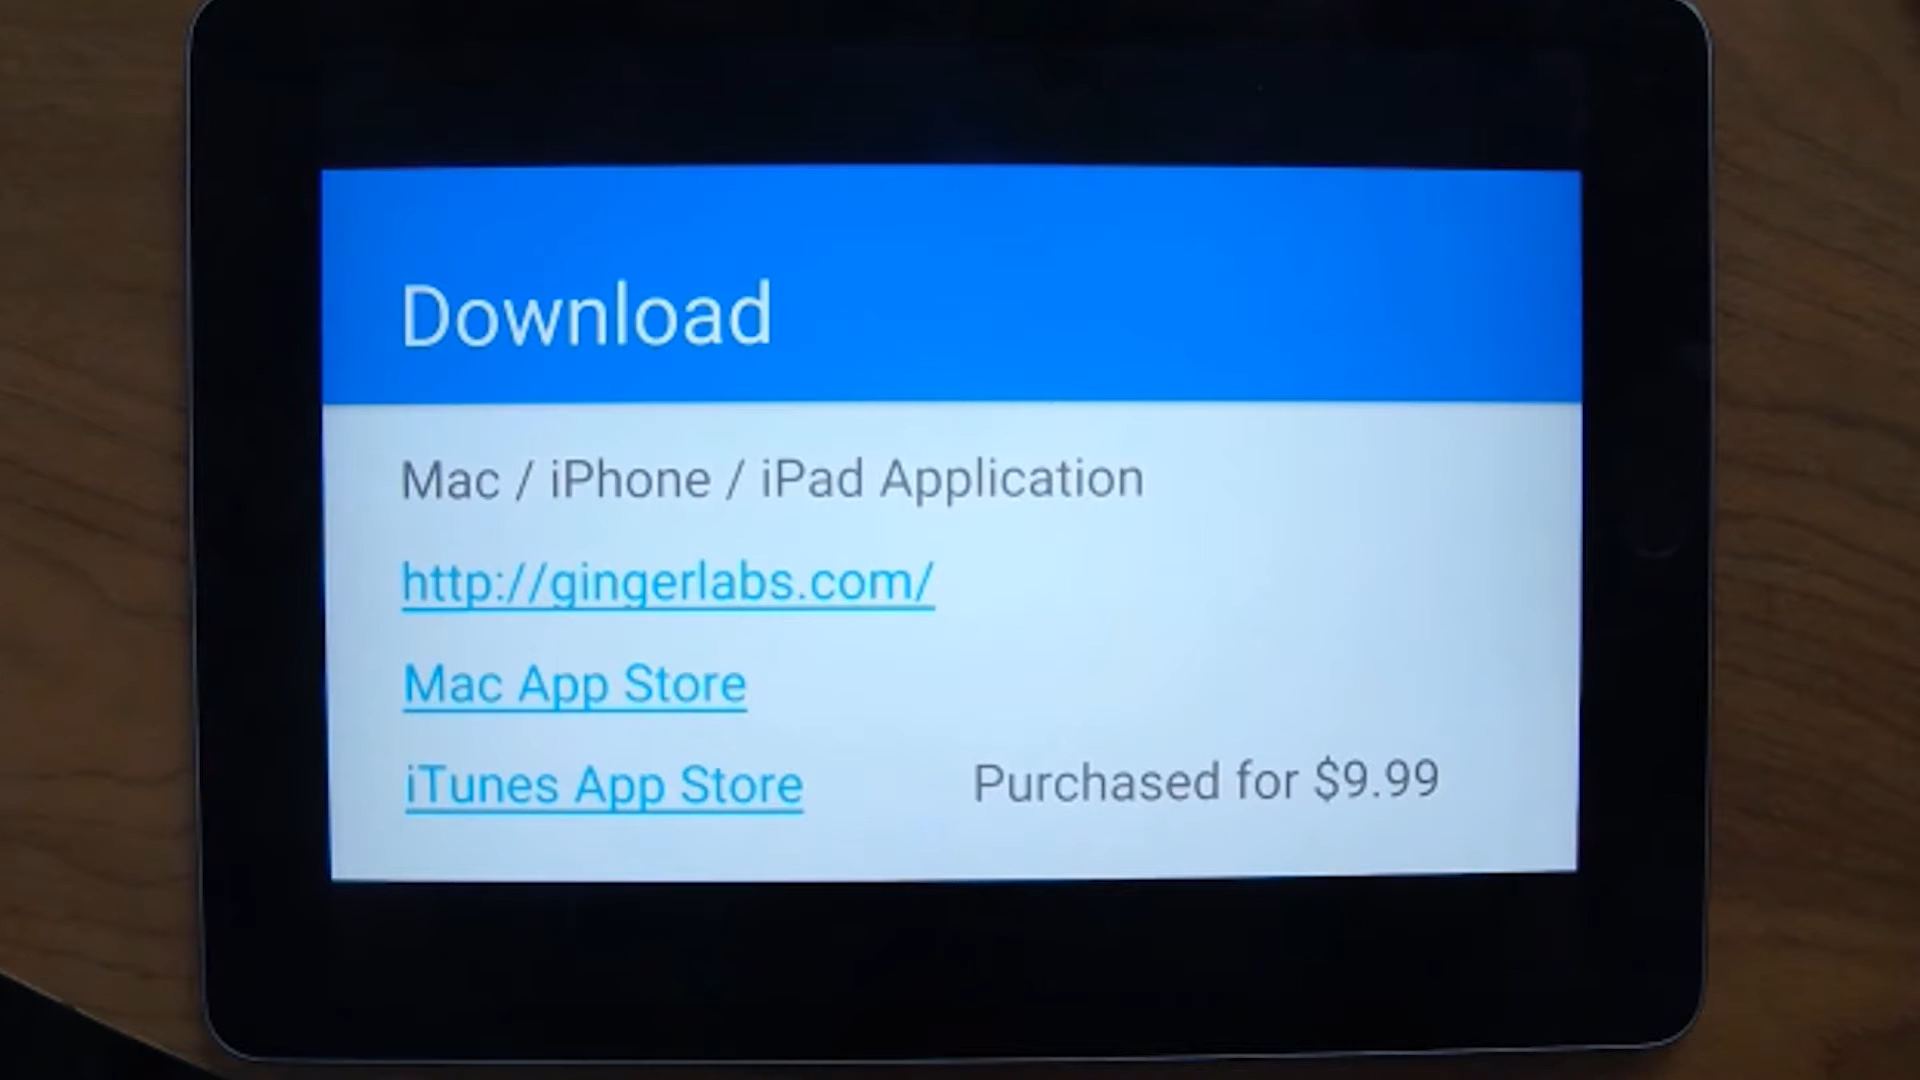 Download
Mac / iPhone / iPad Application
http://gingerlabs.com/
Mac App Store
iTunes App Store Purchased for $9.99